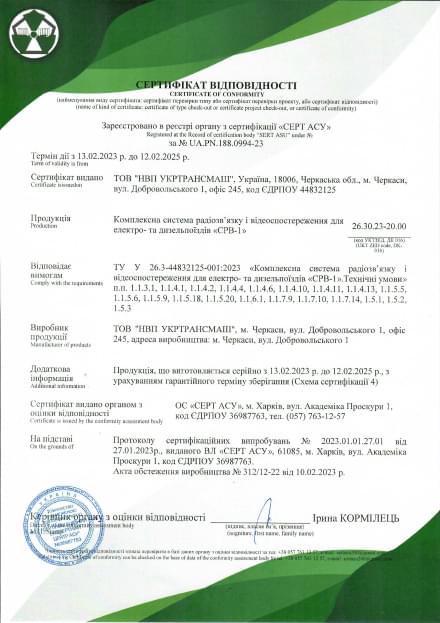 СЕРТИФІКАТ ВІДПОВІДНОСТІ
CERTIFICATE OF CONFORMITY
(найменування виду сертифіката: сертифікат перевірки типу або сертифікат перевірки проекту, або сертифікат відповідності)
(name of kind of certificate: certificate of type check-out or certificate project check-out, or certificate of conformity)
Зареєстровано в реєстрі органу з сертифікації «СЕРТ АСУ»
Registered at the Record of certification body "SERT ASU" under №
за № UA.PN.188.0994-23
Термін дії з 13.02.2023 р. до 12.02.2025 р.
Term of validity is from
Сертифікат видано ТОВ "НВП УКРТРАНСМАШ", Україна, 18006, Черкаська обл., м. Черкаси,
Certificate is issued on вул. Добровольського 1, офіс 245, код ЄДРПОУ 44832125
Продукція Комплексна система радіозв'язку і відеоспостереження для
Production електро- та дизельпоїздів «СРВ-1» 26.30.23-20.00
(код УКТЗЕД, ДК 016)
(UKT ZED code, DK 016)
Відповідає вимогам ТУ У 26.3-44832125-001:2023 «Комплексна система радіозв'язку і
Comply with the requirements відеоспостереження для електро- та дизельпоїздів «СРВ-1».Технічні умови»
п.п. 1.1.3.1, 1.1.4.1, 1.1.4.2, 1.1.4.4, 1.1.4.6, 1.1.4.10, 1.1.4.11, 1.1.4.13, 1.1.5.5,
1.1.5.6, 1.1.5.9, 1.1.5.18, 1.1.5.20, 1.1.6.1, 1.1.7.9, 1.1.7.10, 1.1.7.14, 1.5.1, 1.5.2,
1.5.3
Виробник продукції ТОВ "НВП УКРТРАНСМАШ", м. Черкаси, вул. Добровольського 1, офіс
Manufacturer of products 245, адреса виробництва: м. Черкаси, вул. Добровольського 1
Додаткова інформація Продукція, що виготовляється серійно з 13.02.2023 р. до 12.02.2025 р., з
Additional information урахуванням гарантійного терміну зберігання (Схема сертифікації 4)
Сертифікат видано органом з оцінки відповідності ОС «СЕРТ АСУ», м. Харків, вул. Академіка Проскури 1,
Certificate is issued by the conformity assessment body код ЄДРПОУ 36987763, тел. (057) 763-12-57
На підставі Протоколу сертифікаційних випробувань № 2023.01.01.27.01 від
On the grounds of 27.01.2023р., виданого ВЛ «СЕРТ АСУ», 61085, м. Харків, вул. Академіка
Проскури 1, код ЄДРПОУ 36987763.
Акта обстеження виробництва № 312/12-22 від 10.02.2023 р.
Керівник органу з оцінки відповідності Ірина КОРМІЛЕЦЬ
(підпис, власне ім'я, прізвище)
(signature, first name, family name)